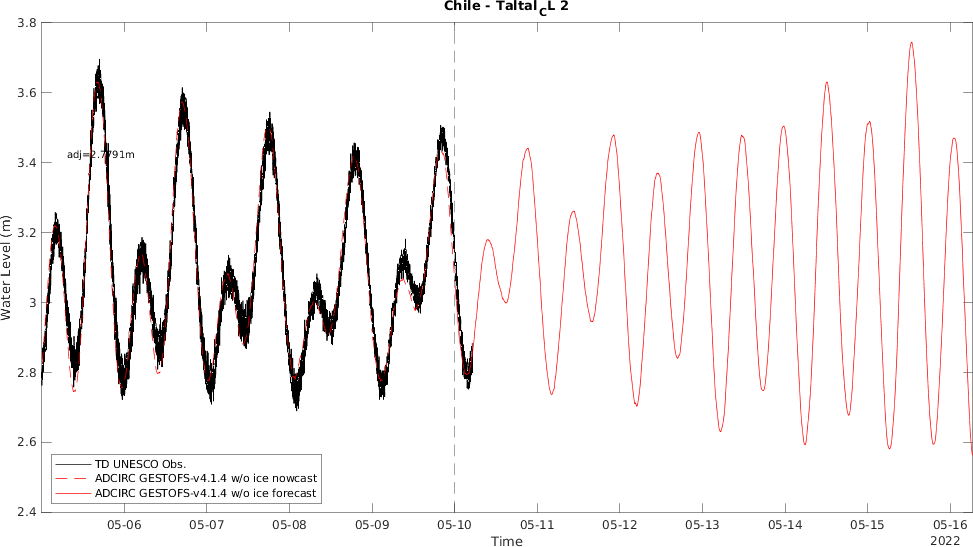 Chile - Taltal_CL 2
3.8
3.6
3.4
3.2
3
2.8
2.6
2.4
Water Level (m)
adj=2.7791m
TD UNESCO Obs.
ADCIRC GESTOFS-v4.1.4 w/o ice nowcast
ADCIRC GESTOFS-v4.1.4 w/o ice forecast
05-06 05-07 05-08 05-09 05-10 05-11 05-12 05-13 05-14 05-15 05-16
Time
2022